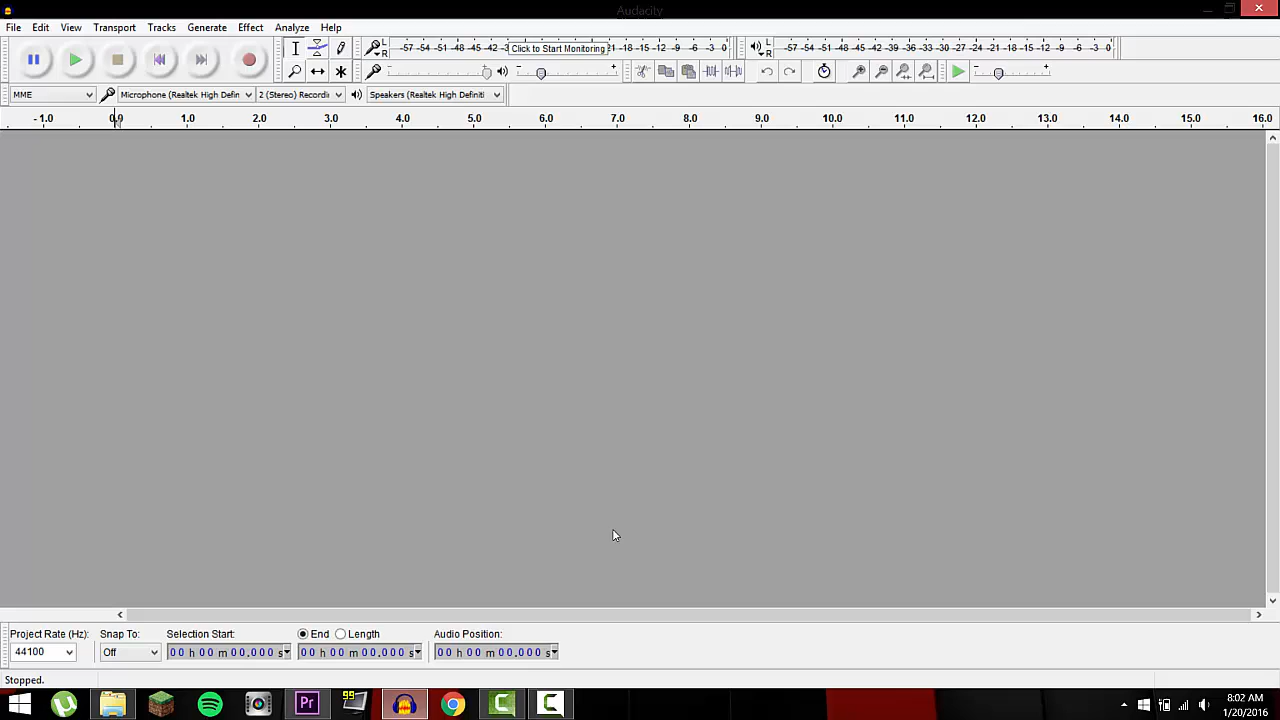 Audacity
File Edit View Transport Tracks Generate Effect Analyze Help
L R -57 -54 -51 -48 -45 -42 -3 Click to Start Monitoring 21 -18 -15 -12 -9 -6 -3 0 L R -57 -54 -51 -48 -45 -42 -39 -36 -33 -30 -27 -24 -21 -18 -15 -12 -9 -6 -3 0
- + - + - +
MME Microphone (Realtek High Defin 2 (Stereo) Recordi Speakers (Realtek High Definiti
-1.0 0.0 1.0 2.0 3.0 4.0 5.0 6.0 7.0 8.0 9.0 10.0 11.0 12.0 13.0 14.0 15.0 16.0
Project Rate (Hz): Snap To: Selection Start: End Length Audio Position:
44100 Off 00 h 00 m 00.000 s 00 h 00 m 00.000 s 00 h 00 m 00.000 s
Stopped.
Pr 99
8:02 AM
1/20/2016